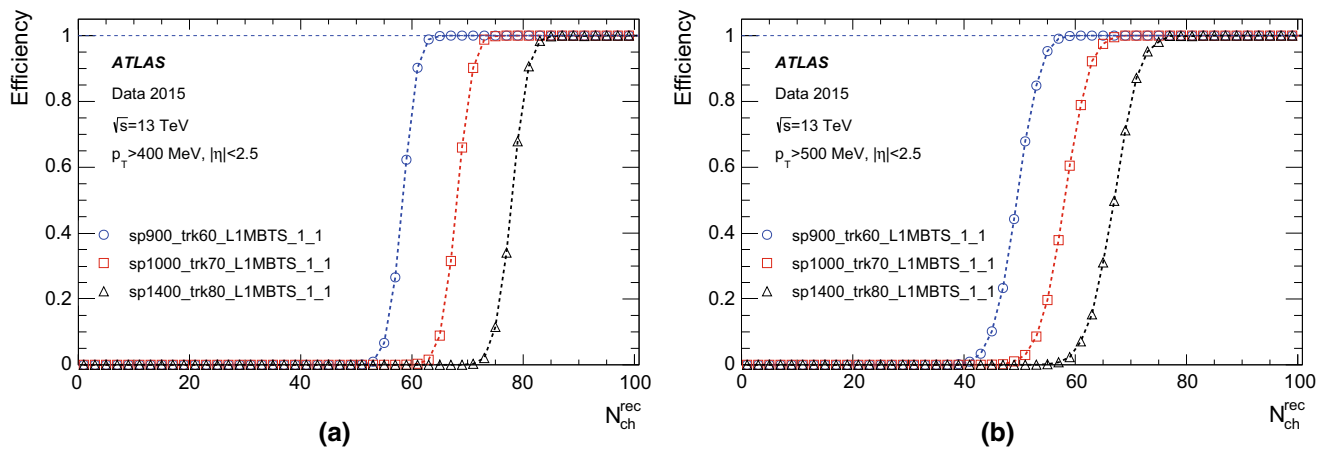 Efficiency
1
0.8
0.6
0.4
0.2
0
ATLAS
Data 2015
√s=13 TeV
p_T>400 MeV, |η|<2.5
sp900_trk60_L1MBTS_1_1
sp1000_trk70_L1MBTS_1_1
sp1400_trk80_L1MBTS_1_1
0 20 40 60 80 100
N_ch^rec
(a)
Efficiency
1
0.8
0.6
0.4
0.2
0
ATLAS
Data 2015
√s=13 TeV
p_T>500 MeV, |η|<2.5
sp900_trk60_L1MBTS_1_1
sp1000_trk70_L1MBTS_1_1
sp1400_trk80_L1MBTS_1_1
0 20 40 60 80 100
N_ch^rec
(b)